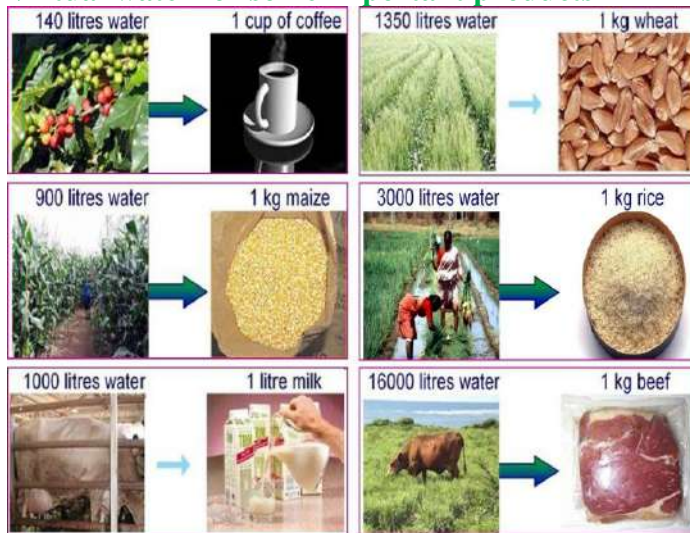 140 litres water 1 cup of coffee
1350 litres water 1 kg wheat
900 litres water 1 kg maize
3000 litres water 1 kg rice
1000 litres water 1 litre milk
16000 litres water 1 kg beef